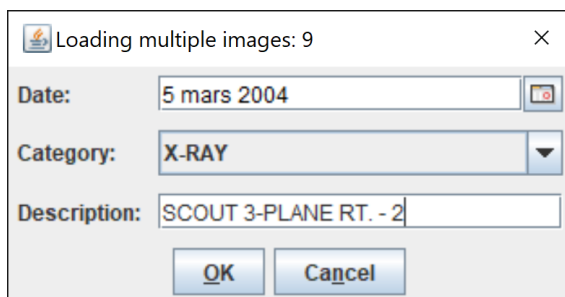 Loading multiple images: 9
Date: 5 mars 2004
Category: X-RAY
Description: SCOUT 3-PLANE RT. - 2
OK Cancel